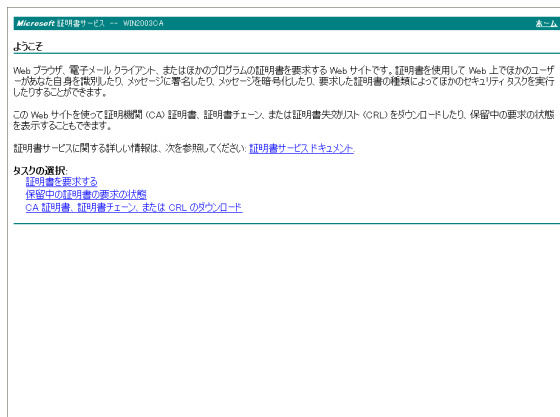 Microsoft 証明書サービス -- WIN2003CA ホーム
ようこそ
Web ブラウザ、電子メール クライアント、またはほかのプログラムの証明書を要求する Web サイトです。証明書を使用して Web 上でほかのユーザ
ーがあなた自身を識別したり、メッセージに署名したり、メッセージを暗号化したり、要求した証明書の種類によってほかのセキュリティ タスクを実行
したりすることができます。
この Web サイトを使って証明機関 (CA) 証明書、証明書チェーン、または証明書失効リスト (CRL) をダウンロードしたり、保留中の要求の状態
を表示することもできます。
証明書サービスに関する詳しい情報は、次を参照してください: 証明書サービス ドキュメント.
タスクの選択:
証明書を要求する
保留中の証明書の要求の状態
CA 証明書、証明書チェーン、または CRL のダウンロード